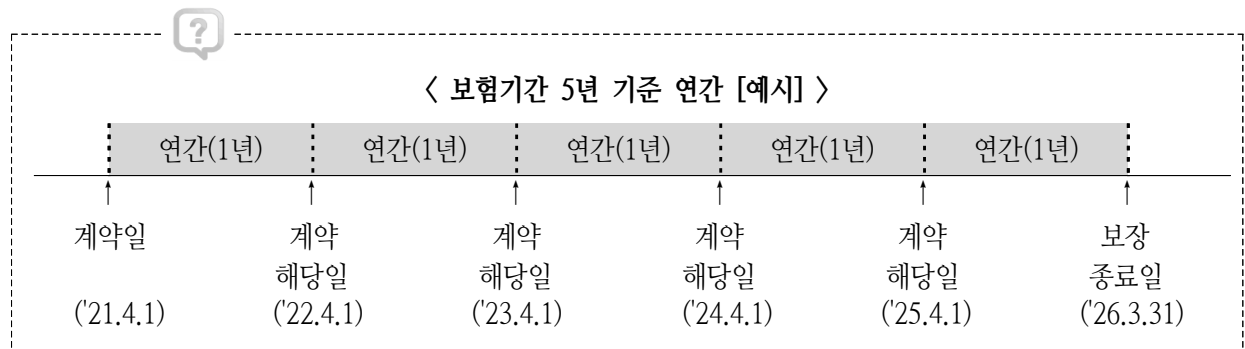 ?
< 보험기간 5년 기준 연간 [예시] >
연간(1년) 연간(1년) 연간(1년) 연간(1년) 연간(1년)
계약일 계약 계약 계약 계약 보장
해당일 해당일 해당일 해당일 종료일
('21.4.1) ('22.4.1) ('23.4.1) ('24.4.1) ('25.4.1) ('26.3.31)